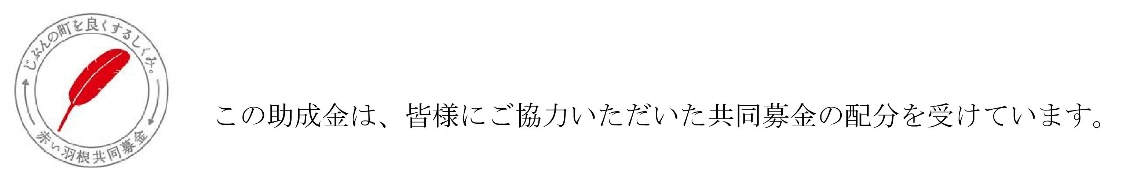 じぶんの町を良くするしくみ。
赤い羽根共同募金
この助成金は、皆様にご協力いただいた共同募金の配分を受けています。